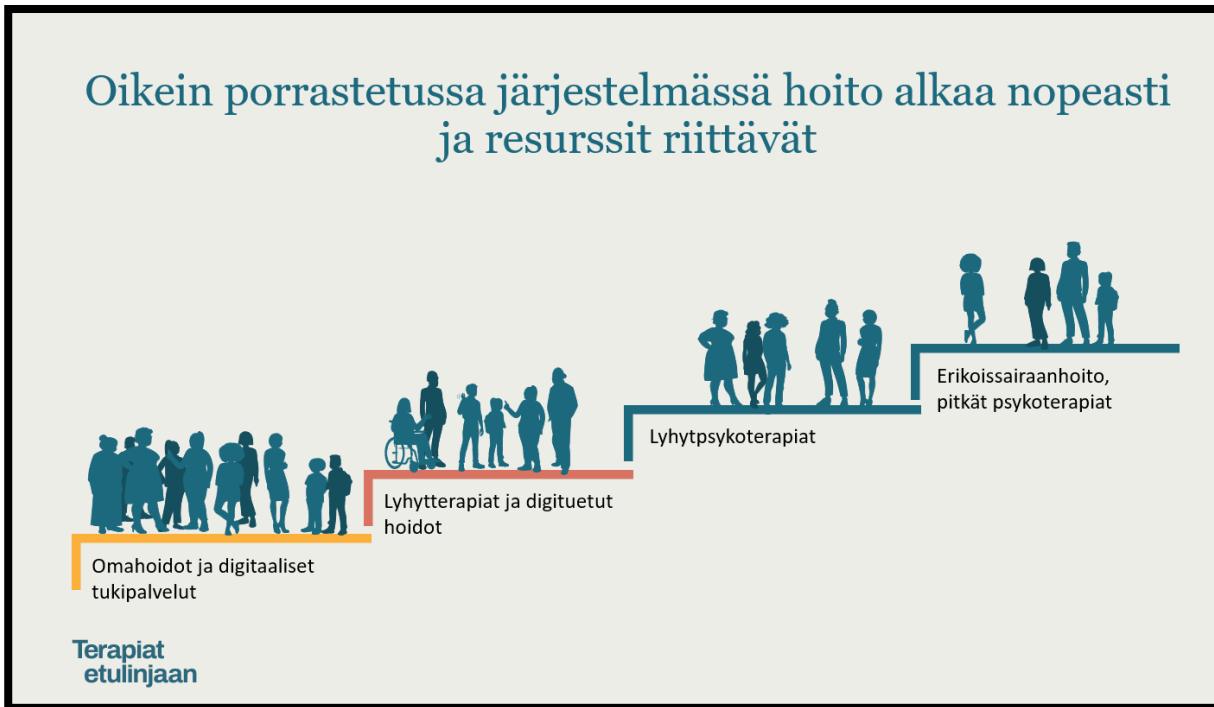 Oikein porrastetussa järjestelmässä hoito alkaa nopeasti
ja resurssit riittävät
Erikoissairaanhoito,
pitkät psykoterapiat
Lyhytpsykoterapiat
Lyhytterapiat ja digituetut
hoidot
Omahoidot ja digitaaliset
tukipalvelut
Terapiat
etulinjaan